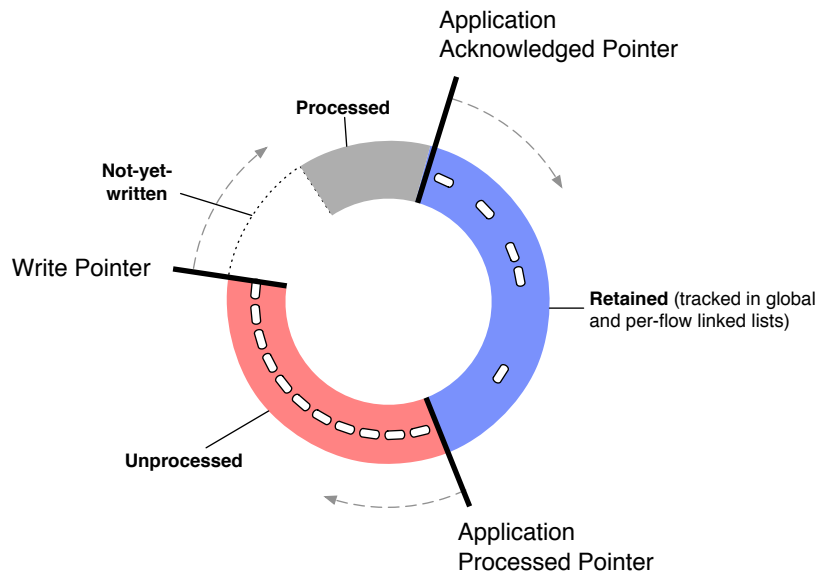 Application
Acknowledged Pointer
Processed
Not-yet-
written
Write Pointer
Retained (tracked in global
and per-flow linked lists)
Unprocessed
Application
Processed Pointer